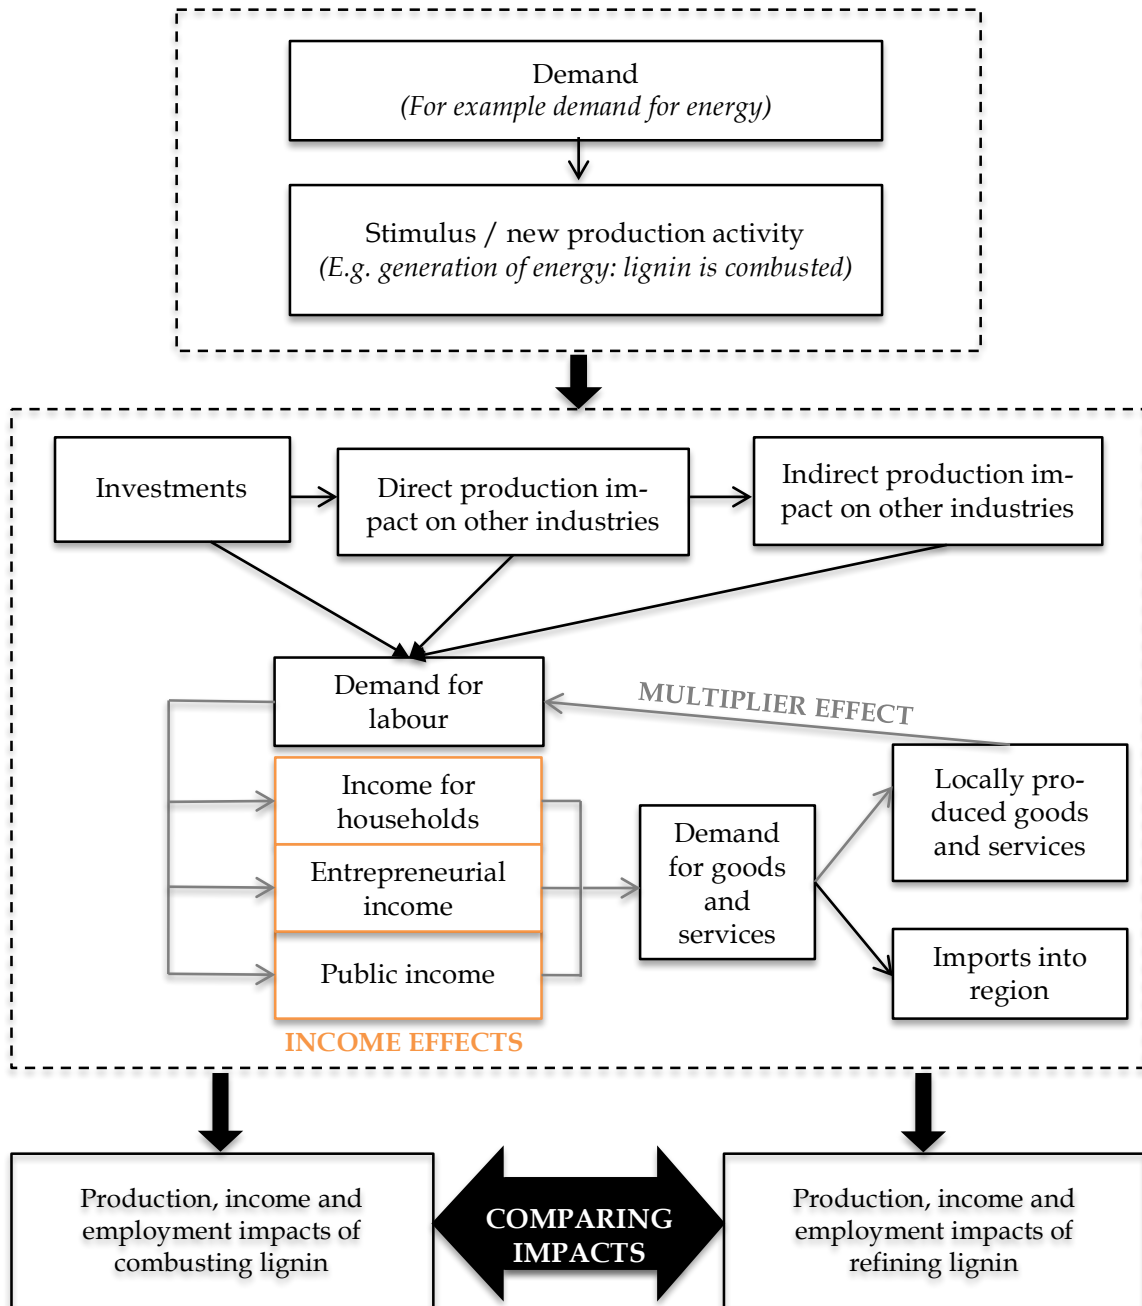 Demand
(For example demand for energy)
Stimulus / new production activity
(E.g. generation of energy: lignin is combusted)
Investments
Direct production im-
pact on other industries
Indirect production im-
pact on other industries
Demand for
labour
MULTIPLIER EFFECT
Income for
households
Entrepreneurial
income
Public income
INCOME EFFECTS
Demand
for goods
and
services
Locally pro-
duced goods
and services
Imports into
region
Production, income and
employment impacts of
combusting lignin
COMPARING
IMPACTS
Production, income and
employment impacts of
refining lignin